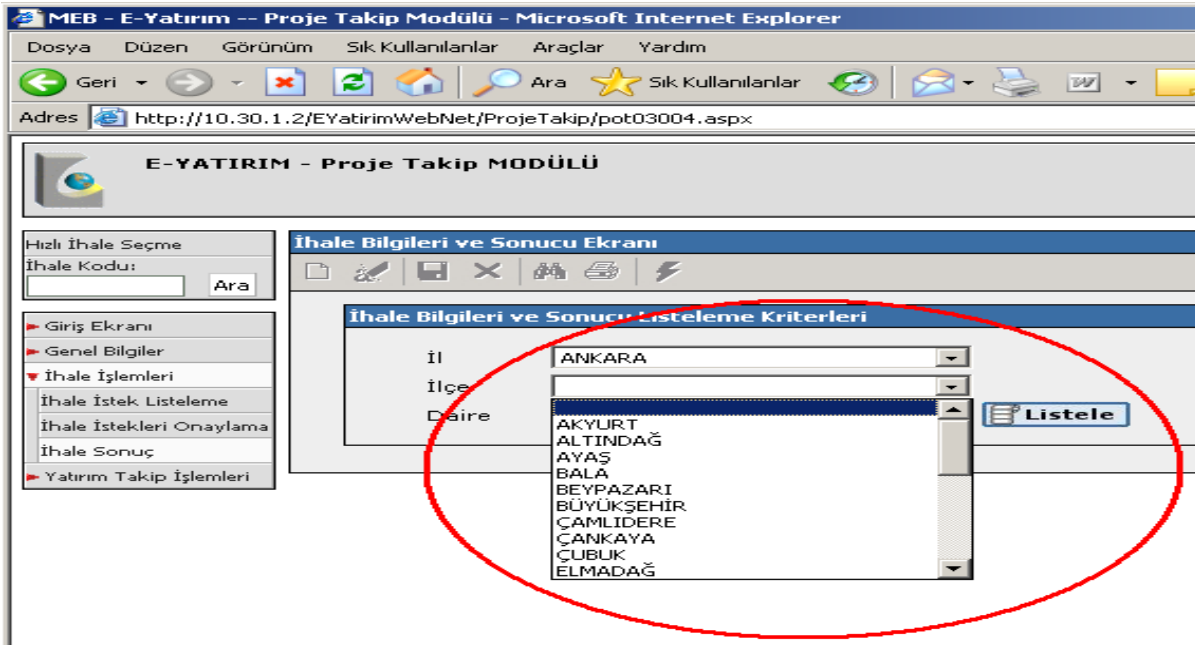 MEB - E-Yatırım -- Proje Takip Modülü - Microsoft Internet Explorer
Dosya Düzen Görünüm Sık Kullanılanlar Araçlar Yardım
Geri Ara Sık Kullanılanlar
Adres http://10.30.1.2/EYatirimWebNet/ProjeTakip/pot03004.aspx
E-YATIRIM - Proje Takip MODÜLÜ
Hızlı İhale Seçme
İhale Kodu:
Ara
Giriş Ekranı
Genel Bilgiler
İhale İşlemleri
İhale İstek Listeleme
İhale İstekleri Onaylama
İhale Sonuç
Yatırım Takip İşlemleri
İhale Bilgileri ve Sonucu Ekranı
İhale Bilgileri ve Sonucu Listeleme Kriterleri
İl ANKARA
İlçe
Daire
Listele
AKYURT
ALTINDAĞ
AYAŞ
BALA
BEYPAZARI
BÜYÜKŞEHİR
ÇAMLIDERE
ÇANKAYA
ÇUBUK
ELMADAĞ